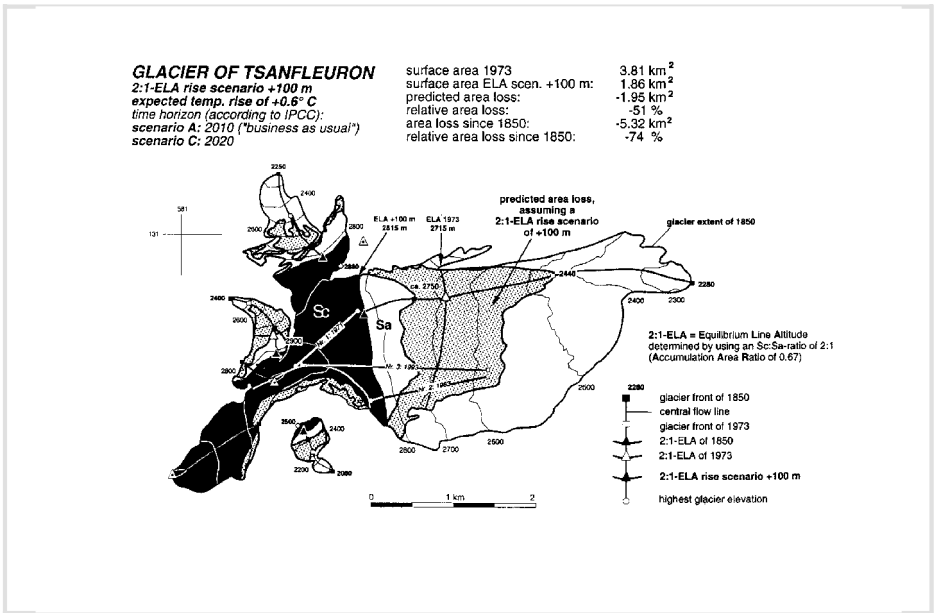 GLACIER OF TSANFLEURON
2:1-ELA rise scenario +100 m
expected temp. rise of +0.6° C
time horizon (according to IPCC):
scenario A: 2010 ("business as usual")
scenario C: 2020
surface area 1973 3.81 km²
surface area ELA scen. +100 m: 1.86 km²
predicted area loss: -1.95 km²
relative area loss: -51 %
area loss since 1850: -5.32 km²
relative area loss since 1850: -74 %
2250
2400
581
131
2600
2800
2880
ELA +100 m
2815 m
ELA 1973
2715 m
predicted area loss,
assuming a
2:1-ELA rise scenario
of +100 m
glacier extent of 1850
2440
2280
2400
2300
ca. 2750
2400
2600
Sc
Sa
2900
2800
Nr. 3:
Nr. 2:
2500
2500
2700
2800
2500
2400
2200
2080
0 1 km 2
2:1-ELA = Equilibrium Line Altitude
determined by using an Sc:Sa-ratio of 2:1
(Accumulation Area Ratio of 0.67)
2280
glacier front of 1850
central flow line
glacier front of 1973
2:1-ELA of 1850
2:1-ELA of 1973
2:1-ELA rise scenario +100 m
highest glacier elevation